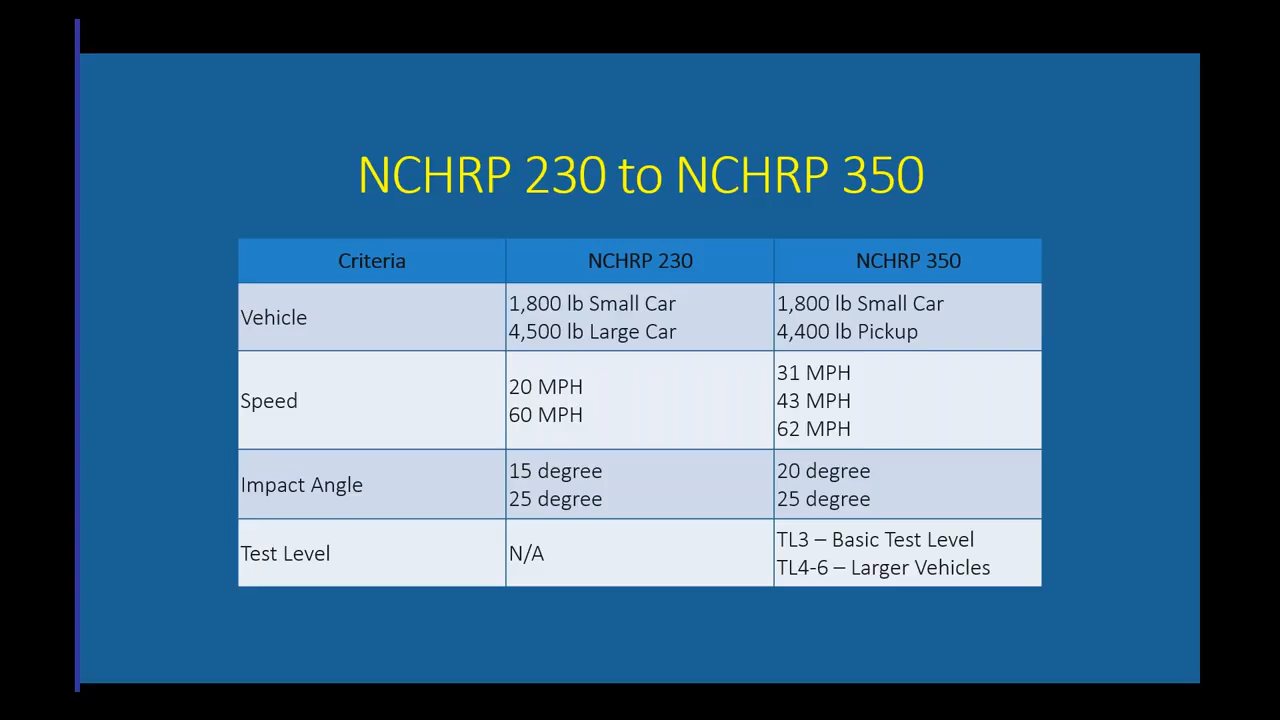 NCHRP 230 to NCHRP 350
Criteria NCHRP 230 NCHRP 350
Vehicle
1,800 lb Small Car
4,500 lb Large Car
1,800 lb Small Car
4,400 lb Pickup
Speed
20 MPH
60 MPH
31 MPH
43 MPH
62 MPH
Impact Angle
15 degree
25 degree
20 degree
25 degree
Test Level
N/A
TL3 – Basic Test Level
TL4-6 – Larger Vehicles